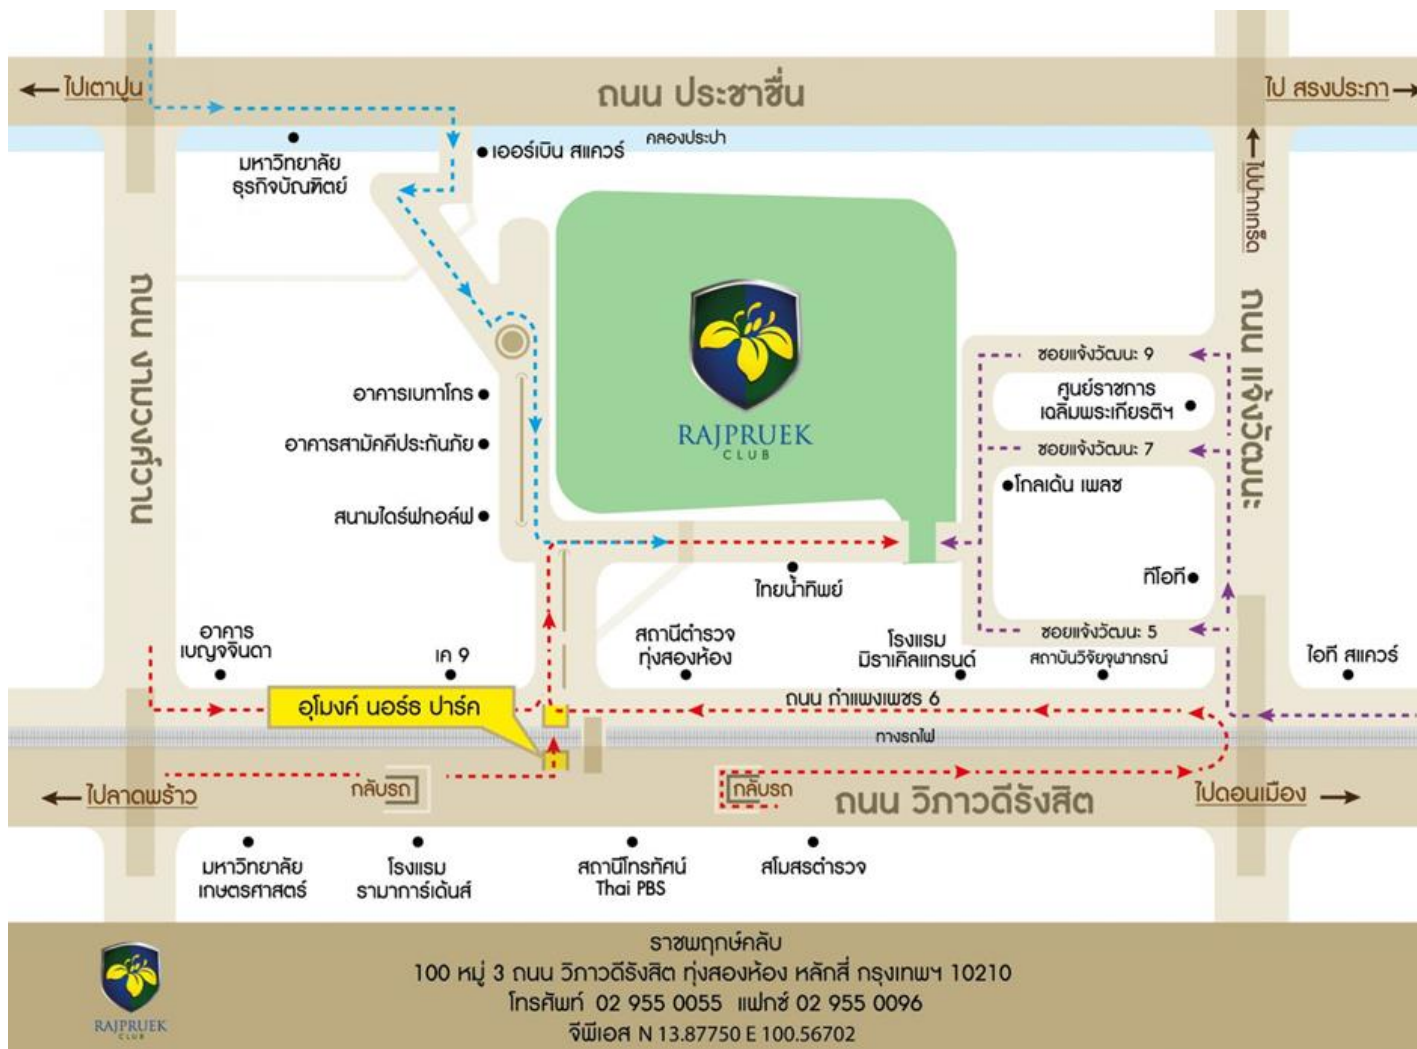 ไปเตาปูน
ถนน ประชาชื่น
ไป สรงประภา
คลองประปา
มหาวิทยาลัย
ธุรกิจบัณฑิตย์
เออร์เบิน สแควร์
ไปปากเกร็ด
ถนน งามวงศ์วาน
ถนน แจ้งวัฒนะ
RAJPRUEK
CLUB
ซอยแจ้งวัฒนะ 9
ศูนย์ราชการ
เฉลิมพระเกียรติฯ
อาคารเบทาโกร
อาคารสามัคคีประกันภัย
ซอยแจ้งวัฒนะ 7
โกลเด้น เพลซ
สนามไดร์ฟกอล์ฟ
ไทยน้ำทิพย์
ทีโอที
อาคาร
เบญจจินดา
เค 9
สถานีตำรวจ
ทุ่งสองห้อง
โรงแรม
มิราเคิลแกรนด์
ซอยแจ้งวัฒนะ 5
สถาบันวิจัยจุฬาภรณ์
ไอที สแควร์
อุโมงค์ นอร์ธ ปาร์ค
ถนน กำแพงเพชร 6
ทางรถไฟ
ไปลาดพร้าว
กลับรถ
กลับรถ
ถนน วิภาวดีรังสิต
ไปดอนเมือง
มหาวิทยาลัย
เกษตรศาสตร์
โรงแรม
รามาการ์เด้นส์
สถานีโทรทัศน์
Thai PBS
สโมสรตำรวจ
RAJPRUEK
CLUB
ราชพฤกษ์คลับ
100 หมู่ 3 ถนน วิภาวดีรังสิต ทุ่งสองห้อง หลักสี่ กรุงเทพฯ 10210
โทรศัพท์ 02 955 0055 แฟกซ์ 02 955 0096
จีพีเอส N 13.87750 E 100.56702